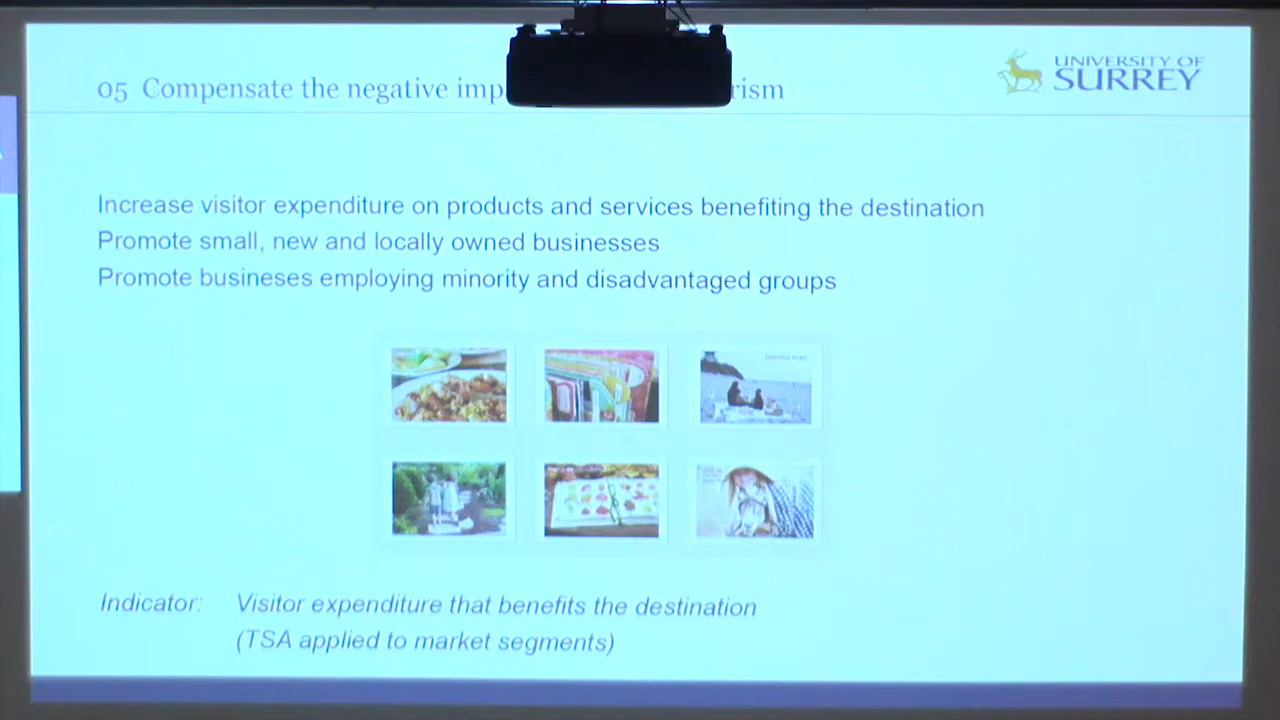 05 Compensate the negative imp rism
UNIVERSITY OF
SURREY
Increase visitor expenditure on products and services benefiting the destination
Promote small, new and locally owned businesses
Promote busineses employing minority and disadvantaged groups
Indicator: Visitor expenditure that benefits the destination
(TSA applied to market segments)